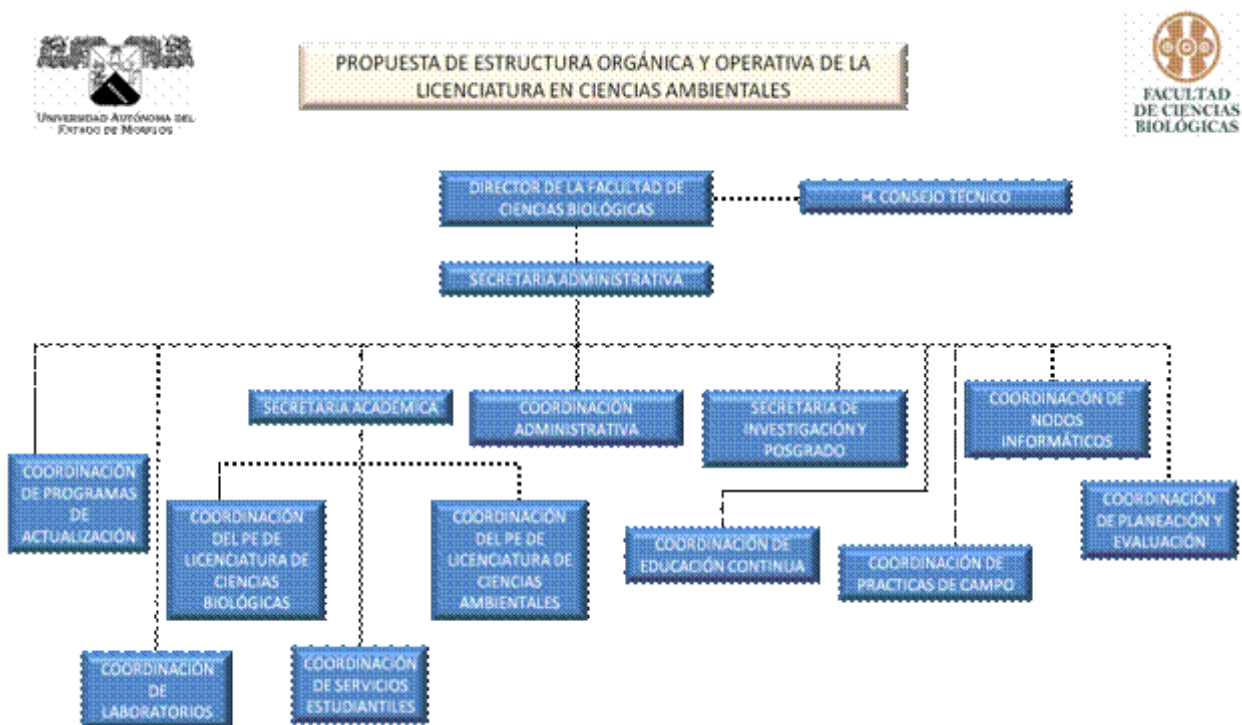 UNIVERSIDAD AUTÓNOMA DEL
ESTADO DE MORELOS
PROPUESTA DE ESTRUCTURA ORGÁNICA Y OPERATIVA DE LA
LICENCIATURA EN CIENCIAS AMBIENTALES
FACULTAD
DE CIENCIAS
BIOLÓGICAS
DIRECTOR DE LA FACULTAD DE
CIENCIAS BIOLÓGICAS
H. CONSEJO TÉCNICO
SECRETARIA ADMINISTRATIVA
SECRETARIA ACADÉMICA
COORDINACIÓN
ADMINISTRATIVA
SECRETARIA DE
INVESTIGACIÓN Y
POSGRADO
COORDINACIÓN DE
NODOS
INFORMÁTICOS
COORDINACIÓN
DE PROGRAMAS
DE
ACTUALIZACIÓN
COORDINACIÓN
DEL PE DE
LICENCIATURA DE
CIENCIAS
BIOLÓGICAS
COORDINACIÓN
DEL PE DE
LICENCIATURA DE
CIENCIAS
AMBIENTALES
COORDINACIÓN DE
EDUCACIÓN CONTINUA
COORDINACIÓN DE
PRACTICAS DE CAMPO
COORDINACIÓN
DE PLANEACIÓN Y
EVALUACIÓN
COORDINACIÓN
DE
LABORATORIOS
COORDINACIÓN
DE SERVICIOS
ESTUDIANTILES